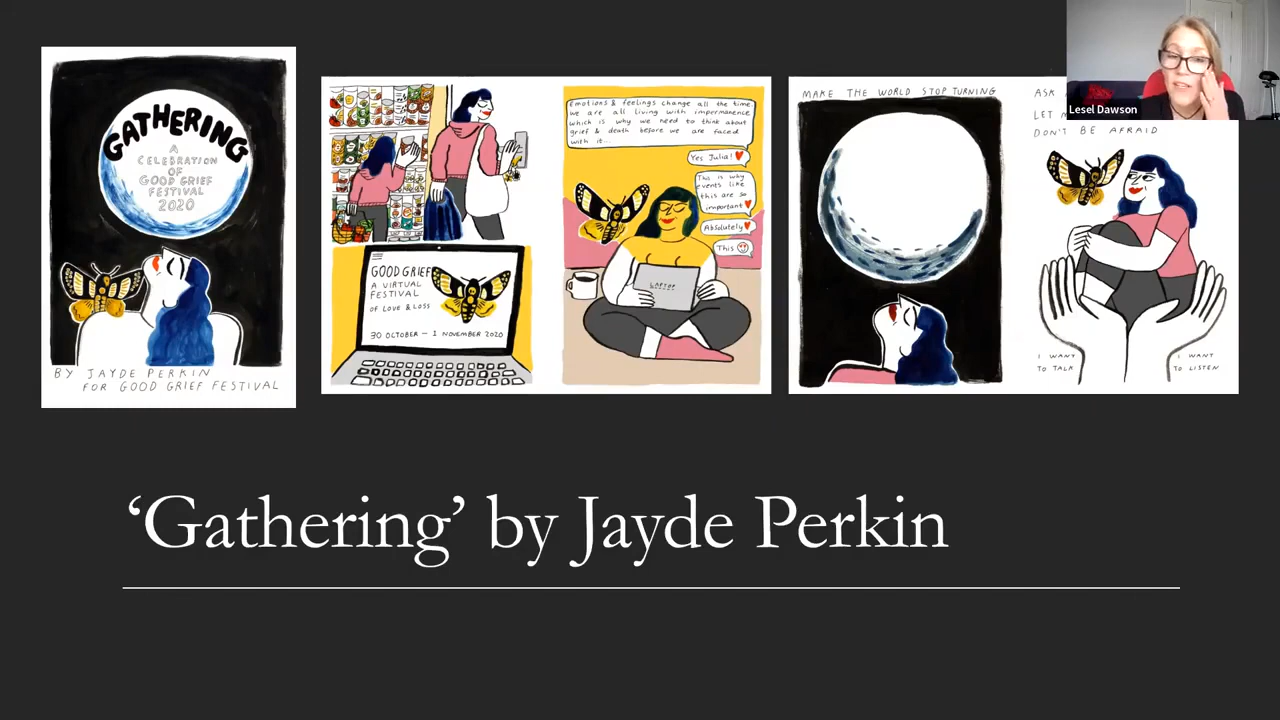 GATHERING
A
CELEBRATION
OF
GOOD GRIEF
FESTIVAL
2020
BY JAYDE PERKIN
FOR GOOD GRIEF FESTIVAL
GOOD GRIEF
A VIRTUAL
FESTIVAL
OF LOVE & LOSS
30 OCTOBER – 1 NOVEMBER 2020
Emotions & feelings change all the time
we are all living with impermanence
which is why we need to think about
grief & death before we are faced
with it...
Yes Julia!
This is why
events like
this are so
important
Absolutely
This
LAPTOP
MAKE THE WORLD STOP TURNING
ASK
DON'T BE AFRAID
I WANT
TO TALK
I WANT
TO LISTEN
Lesel Dawson
‘Gathering’ by Jayde Perkin